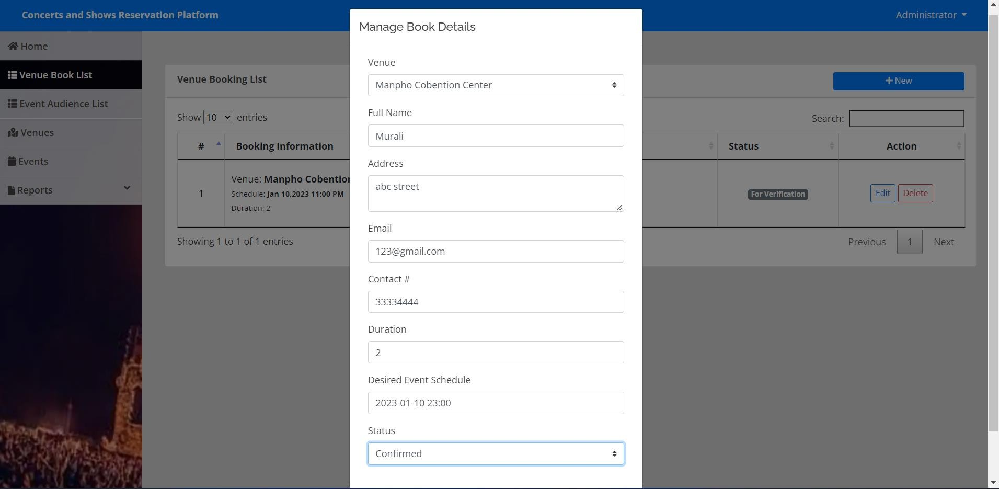 Concerts and Shows Reservation Platform
Administrator
Home
Venue Book List
Event Audience List
Venues
Events
Reports
Venue Booking List
New
Show 10 entries
Search:
# Booking Information Status Action
1
Venue: Manpho Cobention
Schedule: Jan 10,2023 11:00 PM
Duration: 2
For Verification
Edit Delete
Showing 1 to 1 of 1 entries
Previous 1 Next
Manage Book Details
Venue
Manpho Cobention Center
Full Name
Murali
Address
abc street
Email
123@gmail.com
Contact #
33334444
Duration
2
Desired Event Schedule
2023-01-10 23:00
Status
Confirmed